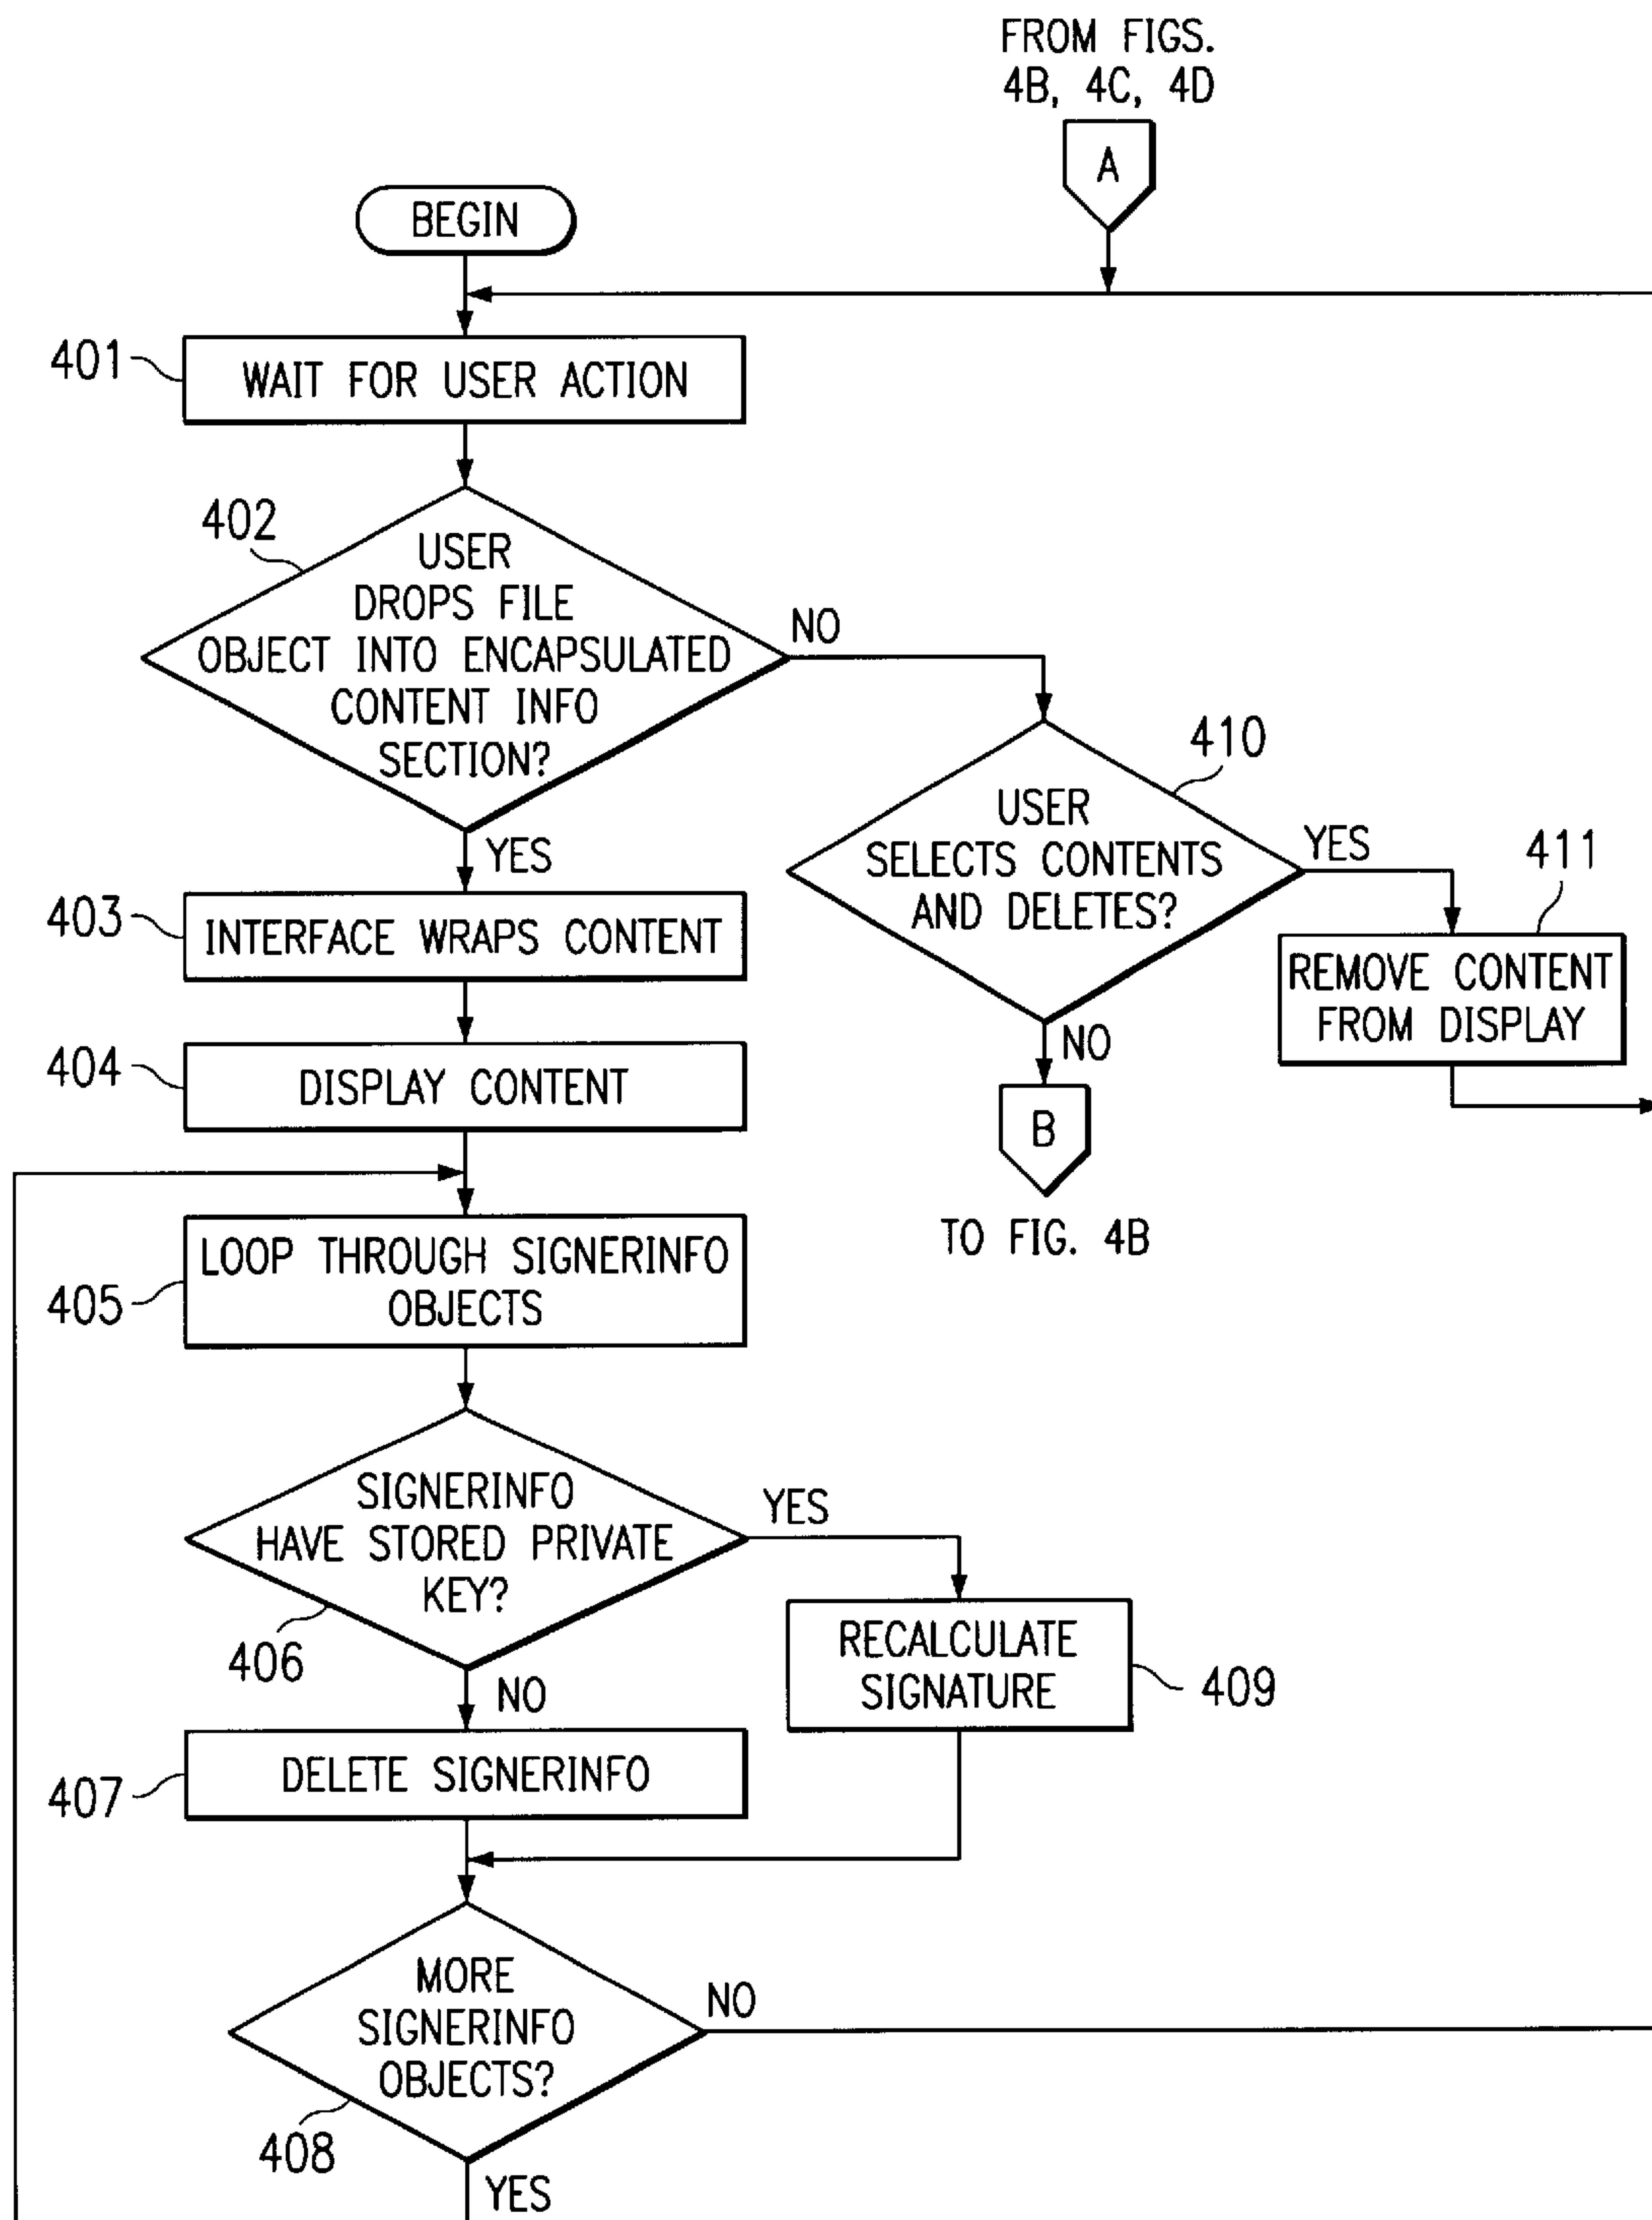 FROM FIGS.
4B, 4C, 4D
A
BEGIN
401
WAIT FOR USER ACTION
402
USER
DROPS FILE
OBJECT INTO ENCAPSULATED
CONTENT INFO
SECTION?
NO
YES
410
USER
SELECTS CONTENTS
AND DELETES?
YES
411
REMOVE CONTENT
FROM DISPLAY
NO
B
TO FIG. 4B
403
INTERFACE WRAPS CONTENT
404
DISPLAY CONTENT
405
LOOP THROUGH SIGNERINFO
OBJECTS
SIGNERINFO
HAVE STORED PRIVATE
KEY?
406
YES
RECALCULATE
SIGNATURE
409
NO
407
DELETE SIGNERINFO
MORE
SIGNERINFO
OBJECTS?
408
NO
YES